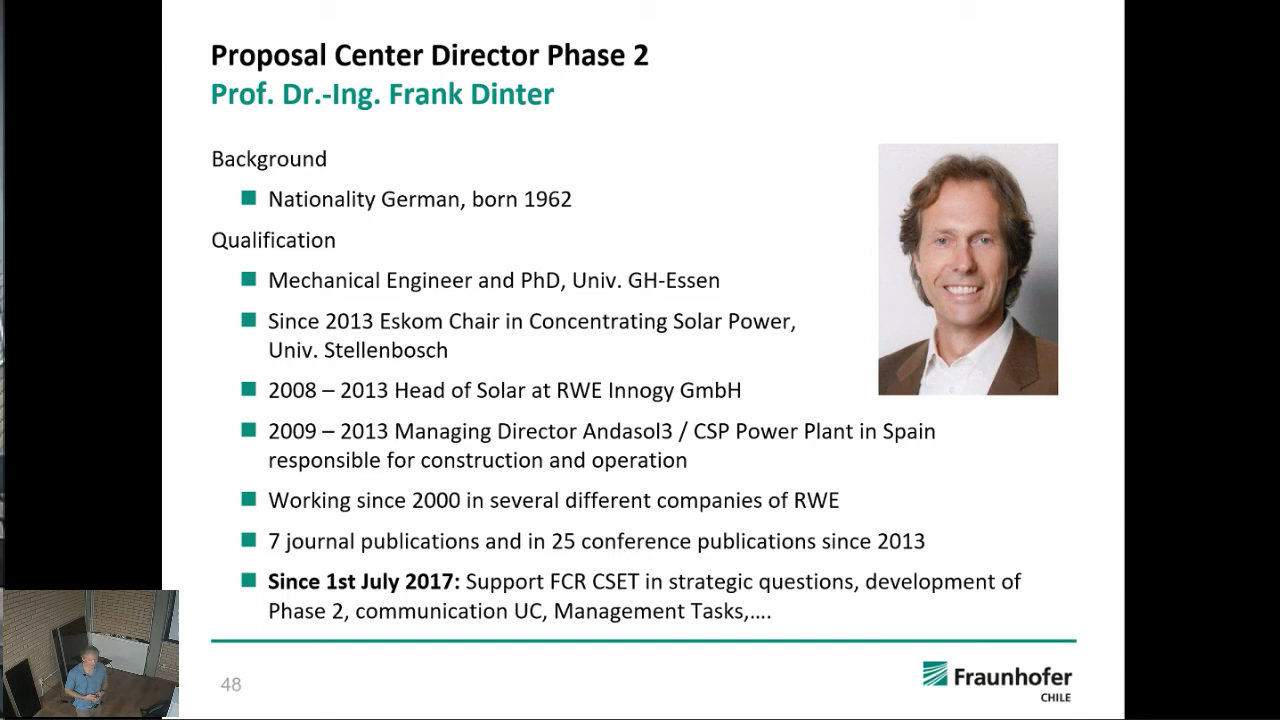 Proposal Center Director Phase 2
Prof. Dr.-Ing. Frank Dinter
Background
Nationality German, born 1962
Qualification
Mechanical Engineer and PhD, Univ. GH-Essen
Since 2013 Eskom Chair in Concentrating Solar Power,
Univ. Stellenbosch
2008 – 2013 Head of Solar at RWE Innogy GmbH
2009 – 2013 Managing Director Andasol3 / CSP Power Plant in Spain
responsible for construction and operation
Working since 2000 in several different companies of RWE
7 journal publications and in 25 conference publications since 2013
Since 1st July 2017: Support FCR CSET in strategic questions, development of
Phase 2, communication UC, Management Tasks,....
48
Fraunhofer
CHILE